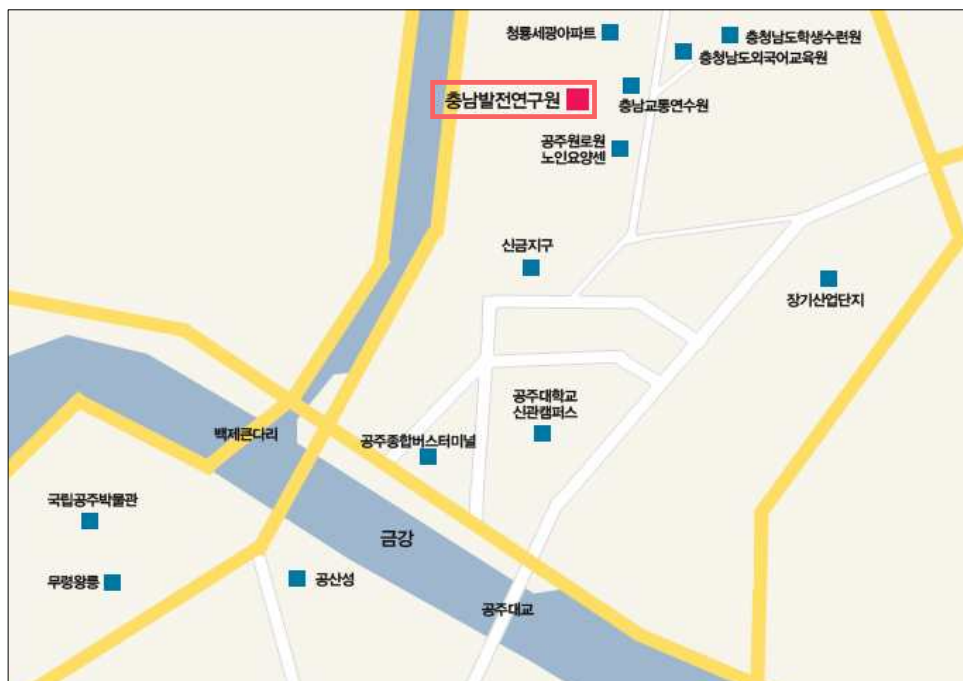 청룡세광아파트
충청남도학생수련원
충청남도외국어교육원
충남발전연구원
충남교통연수원
공주원로원
노인요양센
신금지구
장기산업단지
공주대학교
신관캠퍼스
백제큰다리
공주종합버스터미널
국립공주박물관
금강
무령왕릉
공산성
공주대교